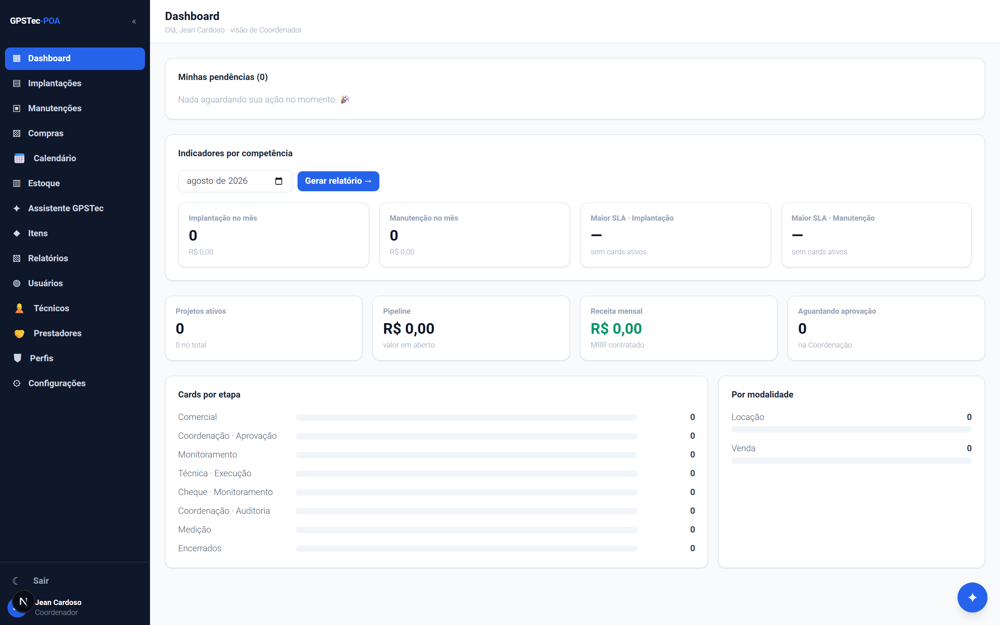 GPSTec-POA
«
Dashboard
Implantações
Manutenções
Compras
Calendário
Estoque
Assistente GPSTec
Itens
Relatórios
Usuários
Técnicos
Prestadores
Perfis
Configurações
Sair
N
Jean Cardoso
Coordenador
Dashboard
Olá, Jean Cardoso · visão de Coordenador
Minhas pendências (0)
Nada aguardando sua ação no momento. 🎉
Indicadores por competência
agosto de 2026
Gerar relatório →
Implantação no mês
0
R$ 0,00
Manutenção no mês
0
R$ 0,00
Maior SLA · Implantação
—
sem cards ativos
Maior SLA · Manutenção
—
sem cards ativos
Projetos ativos
0
0 no total
Pipeline
R$ 0,00
valor em aberto
Receita mensal
R$ 0,00
MRR contratado
Aguardando aprovação
0
na Coordenação
Cards por etapa
Comercial 0
Coordenação · Aprovação 0
Monitoramento 0
Técnica · Execução 0
Cheque · Monitoramento 0
Coordenação · Auditoria 0
Medição 0
Encerrados 0
Por modalidade
Locação 0
Venda 0